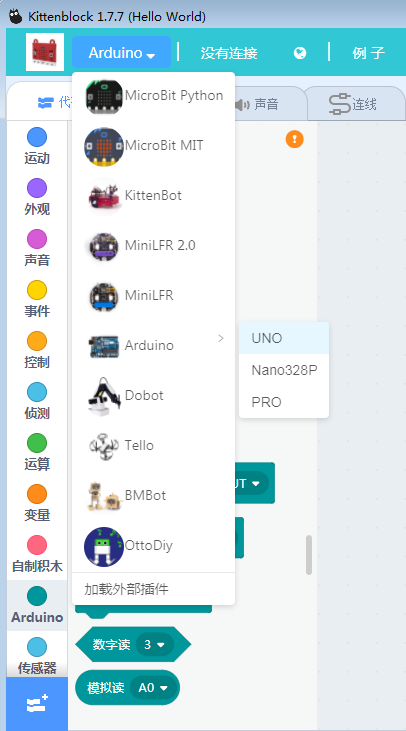 Kittenblock 1.7.7 (Hello World)
Arduino
没有连接
例 子
声音
连线
运动
外观
声音
事件
控制
侦测
运算
变量
自制积木
Arduino
传感器
MicroBit Python
MicroBit MIT
KittenBot
MiniLFR 2.0
MiniLFR
Arduino
Dobot
Tello
BMBot
OttoDiy
加载外部插件
UNO
Nano328P
PRO
数字读 3
模拟读 A0